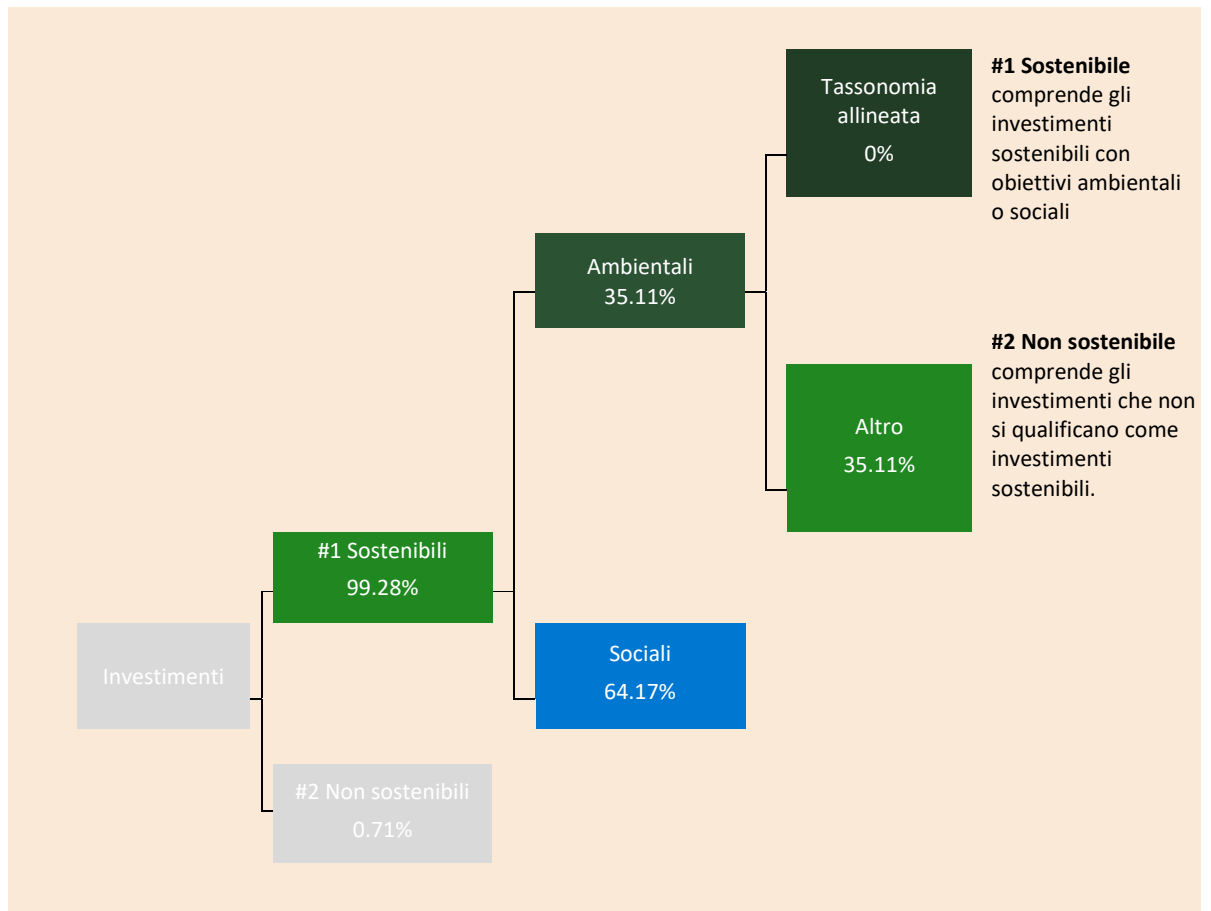 Tassonomia
allineata
0%
#1 Sostenibile
comprende gli
investimenti
sostenibili con
obiettivi ambientali
o sociali
Ambientali
35.11%
#2 Non sostenibile
comprende gli
investimenti che non
si qualificano come
investimenti
sostenibili.
Altro
35.11%
#1 Sostenibili
99.28%
Investimenti
Sociali
64.17%
#2 Non sostenibili
0.71%